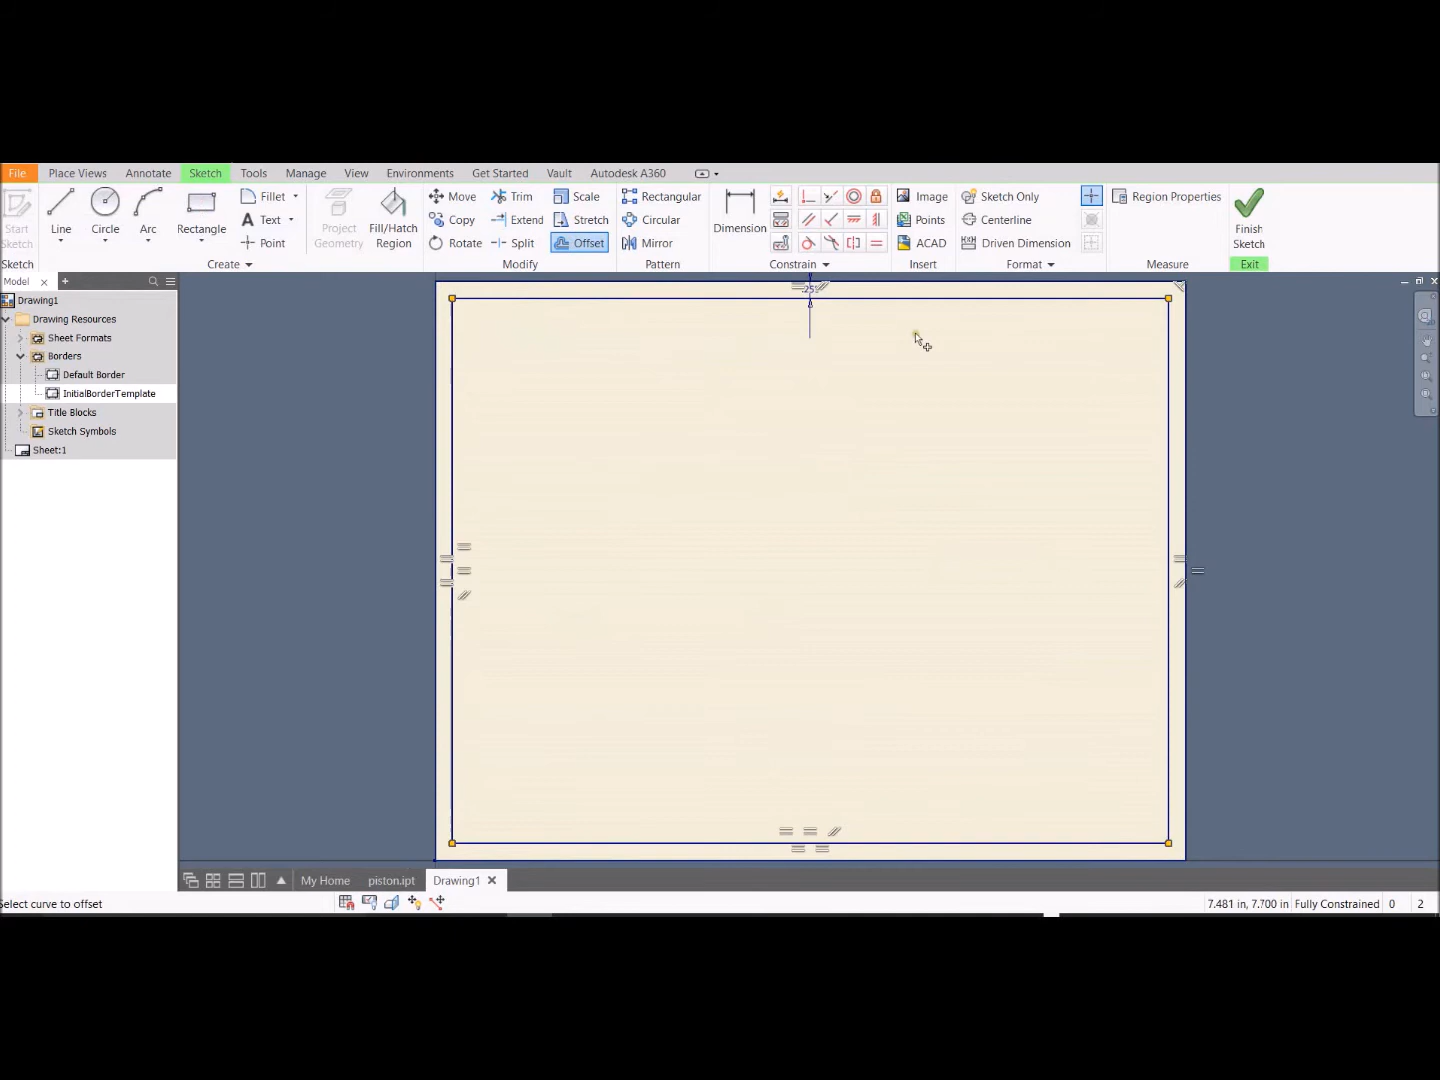 File Place Views Annotate Sketch Tools Manage View Environments Get Started Vault Autodesk A360
Start Sketch
Line
Circle
Arc
Rectangle
Fillet
Text
Point
Project Geometry
Fill/Hatch Region
Move
Copy
Rotate
Trim
Extend
Split
Scale
Stretch
Offset
Rectangular
Circular
Mirror
Dimension
Image
Points
ACAD
Sketch Only
Centerline
Driven Dimension
Region Properties
Finish Sketch
Sketch Create Modify Pattern Constrain Insert Format Measure Exit
Model
Drawing1
Drawing Resources
Sheet Formats
Borders
Default Border
InitialBorderTemplate
Title Blocks
Sketch Symbols
Sheet:1
My Home piston.ipt Drawing1
Select curve to offset
7.481 in, 7.700 in Fully Constrained 0 2